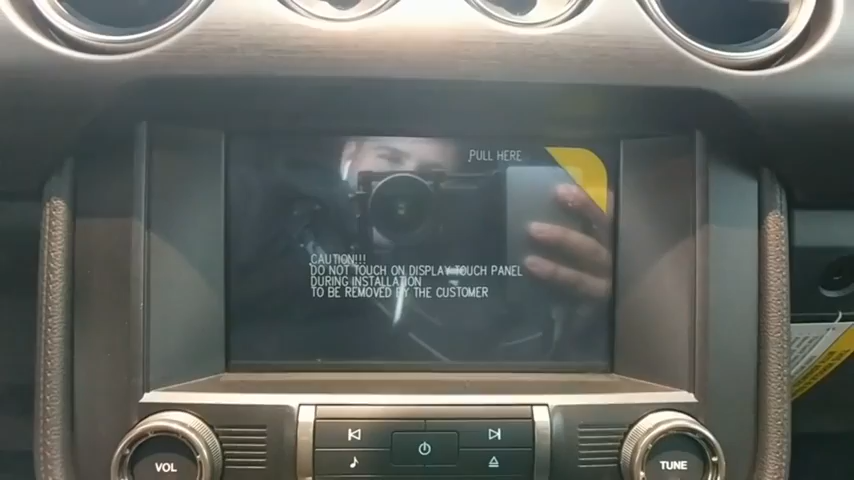 PULL HERE
CAUTION!!!
DO NOT TOUCH ON DISPLAY TOUCH PANEL
DURING INSTALLATION
TO BE REMOVED BY THE CUSTOMER
VOL
TUNE